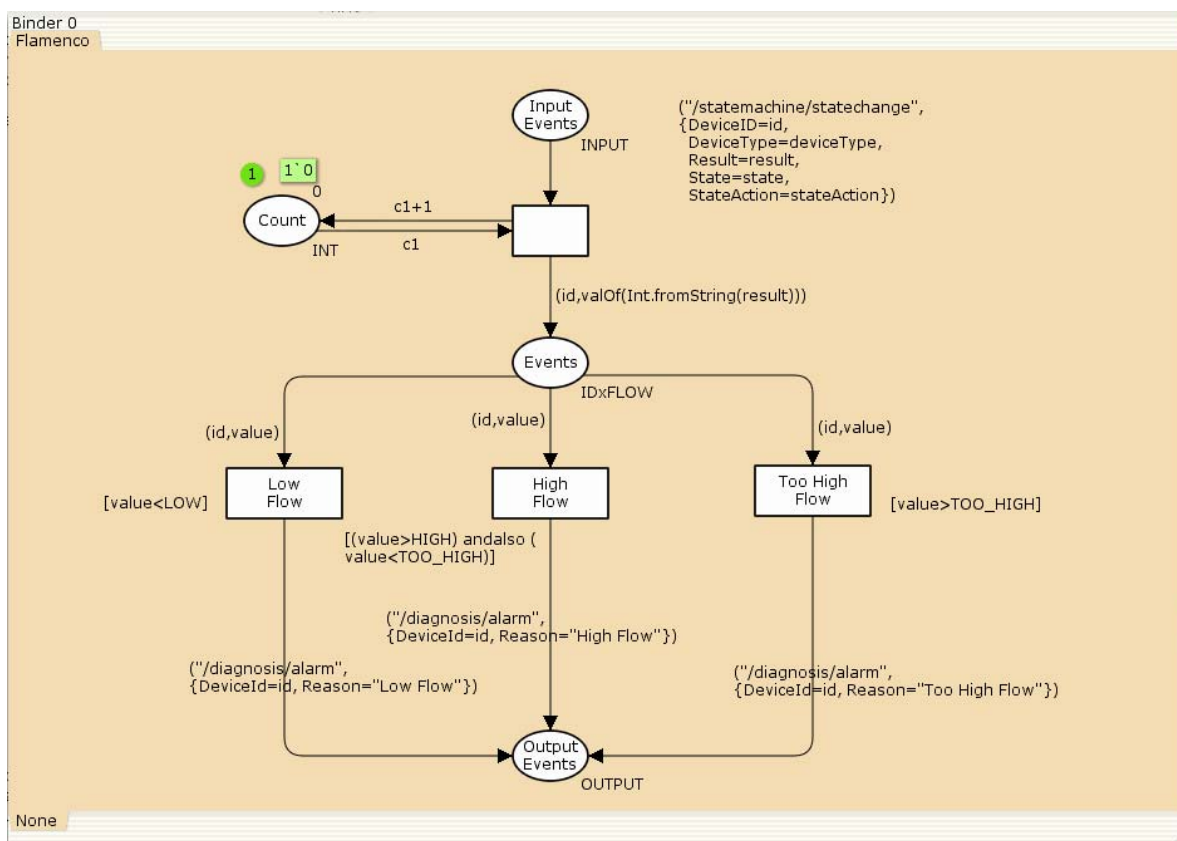 Binder 0
Flamenco
Input
Events
INPUT
("/statemachine/statechange",
{DeviceID=id,
DeviceType=deviceType,
Result=result,
State=state,
StateAction=stateAction})
1
1`0
0
Count
INT
c1+1
c1
(id,valOf(Int.fromString(result)))
Events
IDxFLOW
(id,value)
(id,value)
(id,value)
Low
Flow
High
Flow
Too High
Flow
[value<LOW]
[(value>HIGH) andalso (
value<TOO_HIGH)]
[value>TOO_HIGH]
("/diagnosis/alarm",
{DeviceId=id, Reason="High Flow"})
("/diagnosis/alarm",
{DeviceId=id, Reason="Low Flow"})
("/diagnosis/alarm",
{DeviceId=id, Reason="Too High Flow"})
Output
Events
OUTPUT
None